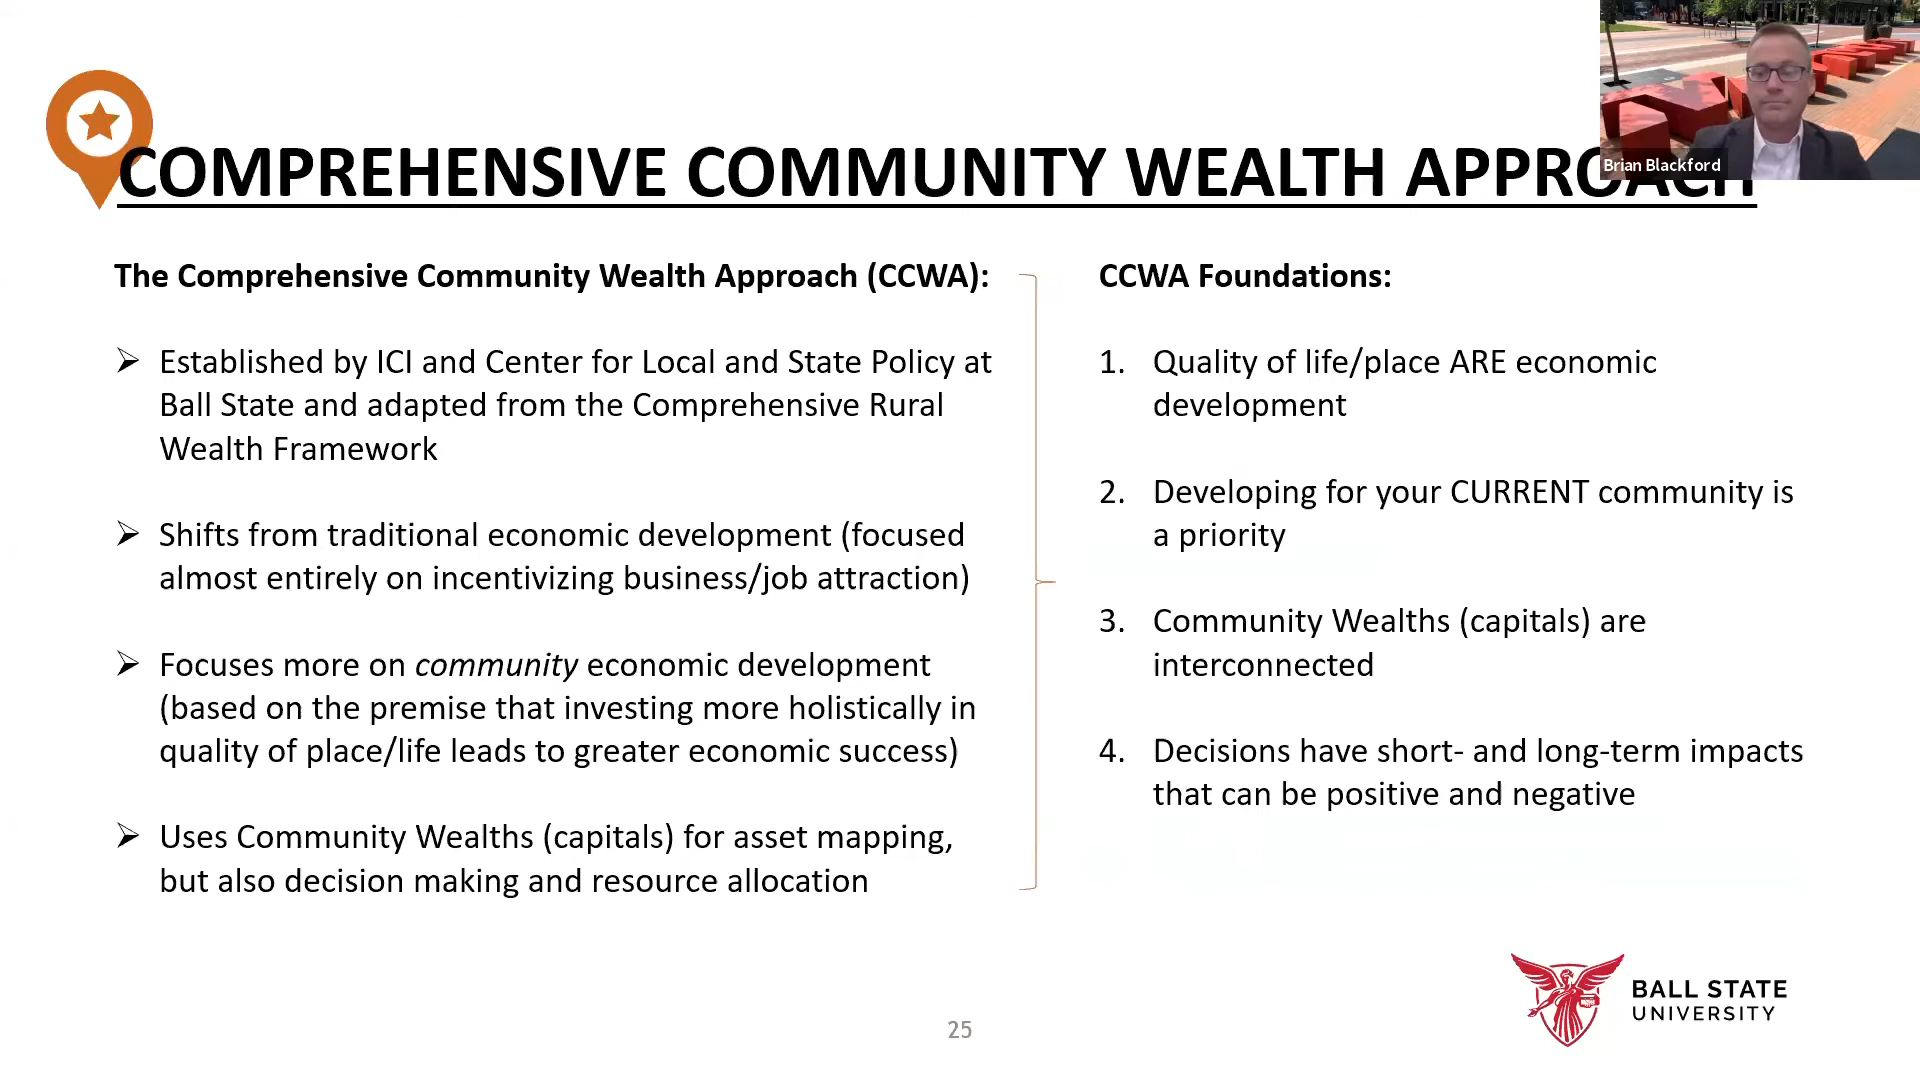 COMPREHENSIVE COMMUNITY WEALTH APPROACH
Brian Blackford
The Comprehensive Community Wealth Approach (CCWA):
➢ Established by ICI and Center for Local and State Policy at
Ball State and adapted from the Comprehensive Rural
Wealth Framework
➢ Shifts from traditional economic development (focused
almost entirely on incentivizing business/job attraction)
➢ Focuses more on community economic development
(based on the premise that investing more holistically in
quality of place/life leads to greater economic success)
➢ Uses Community Wealths (capitals) for asset mapping,
but also decision making and resource allocation
CCWA Foundations:
1. Quality of life/place ARE economic
development
2. Developing for your CURRENT community is
a priority
3. Community Wealths (capitals) are
interconnected
4. Decisions have short- and long-term impacts
that can be positive and negative
BALL STATE
UNIVERSITY
25